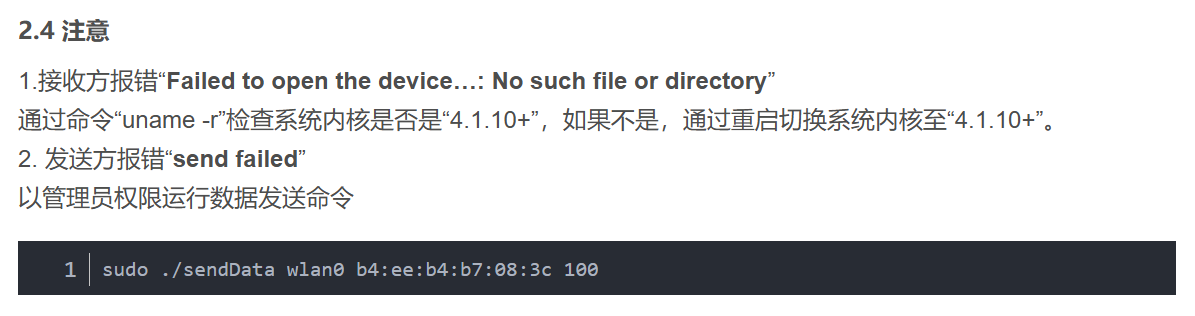 2.4 注意
1.接收方报错“Failed to open the device…: No such file or directory”
通过命令“uname -r”检查系统内核是否是“4.1.10+”，如果不是，通过重启切换系统内核至“4.1.10+”。
2. 发送方报错“send failed”
以管理员权限运行数据发送命令
1 sudo ./sendData wlan0 b4:ee:b4:b7:08:3c 100